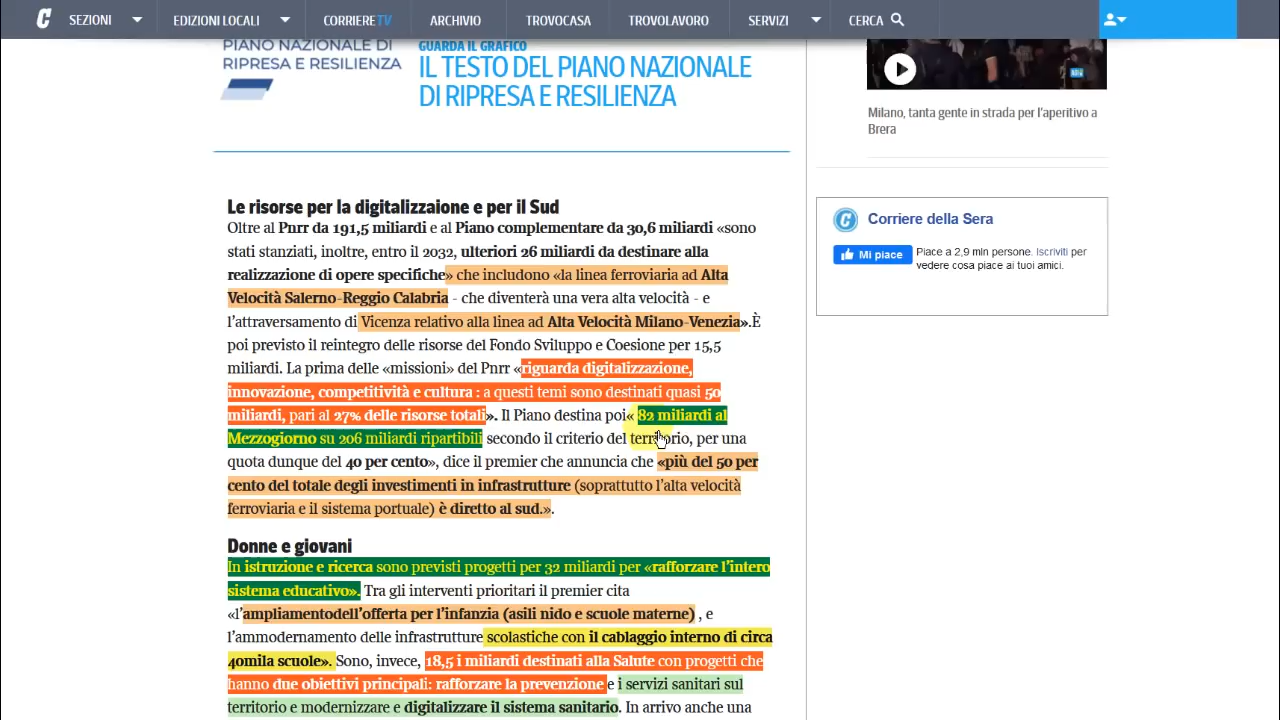 C SEZIONI EDIZIONI LOCALI CORRIERETV ARCHIVIO TROVOCASA TROVOLAVORO SERVIZI CERCA
PIANO NAZIONALE DI
RIPRESA E RESILIENZA
GUARDA IL GRAFICO
IL TESTO DEL PIANO NAZIONALE
DI RIPRESA E RESILIENZA
Le risorse per la digitalizzaione e per il Sud
Oltre al Pnrr da 191,5 miliardi e al Piano complementare da 30,6 miliardi «sono
stati stanziati, inoltre, entro il 2032, ulteriori 26 miliardi da destinare alla
realizzazione di opere specifiche» che includono «la linea ferroviaria ad Alta
Velocità Salerno-Reggio Calabria - che diventerà una vera alta velocità - e
l'attraversamento di Vicenza relativo alla linea ad Alta Velocità Milano-Venezia».È
poi previsto il reintegro delle risorse del Fondo Sviluppo e Coesione per 15,5
miliardi. La prima delle «missioni» del Pnrr «riguarda digitalizzazione,
innovazione, competitività e cultura : a questi temi sono destinati quasi 50
miliardi, pari al 27% delle risorse totali». Il Piano destina poi« 82 miliardi al
Mezzogiorno su 206 miliardi ripartibili secondo il criterio del territorio, per una
quota dunque del 40 per cento», dice il premier che annuncia che «più del 50 per
cento del totale degli investimenti in infrastrutture (soprattutto l'alta velocità
ferroviaria e il sistema portuale) è diretto al sud.».
Donne e giovani
In istruzione e ricerca sono previsti progetti per 32 miliardi per «rafforzare l'intero
sistema educativo». Tra gli interventi prioritari il premier cita
«l'ampliamentodell'offerta per l'infanzia (asili nido e scuole materne) , e
l'ammodernamento delle infrastrutture scolastiche con il cablaggio interno di circa
40mila scuole». Sono, invece, 18,5 i miliardi destinati alla Salute con progetti che
hanno due obiettivi principali: rafforzare la prevenzione e i servizi sanitari sul
territorio e modernizzare e digitalizzare il sistema sanitario. In arrivo anche una
Milano, tanta gente in strada per l'aperitivo a
Brera
C Corriere della Sera
Mi piace Piace a 2,9 mln persone. Iscriviti per
vedere cosa piace ai tuoi amici.